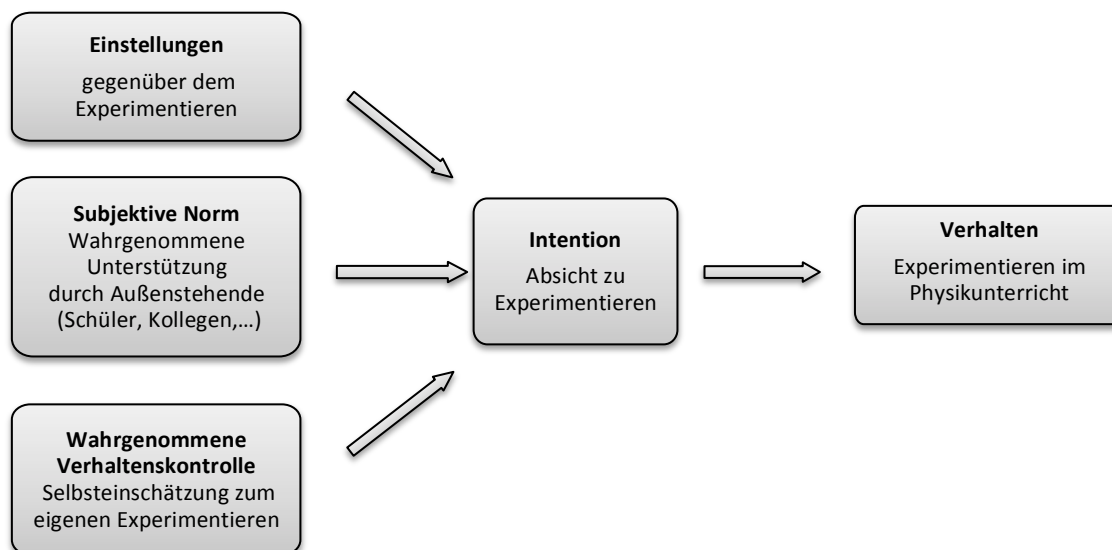 Einstellungen
gegenüber dem
Experimentieren
Subjektive Norm
Wahrgenommene
Unterstützung
durch Außenstehende
(Schüler, Kollegen,…)
Wahrgenommene
Verhaltenskontrolle
Selbsteinschätzung zum
eigenen Experimentieren
Intention
Absicht zu
Experimentieren
Verhalten
Experimentieren im
Physikunterricht